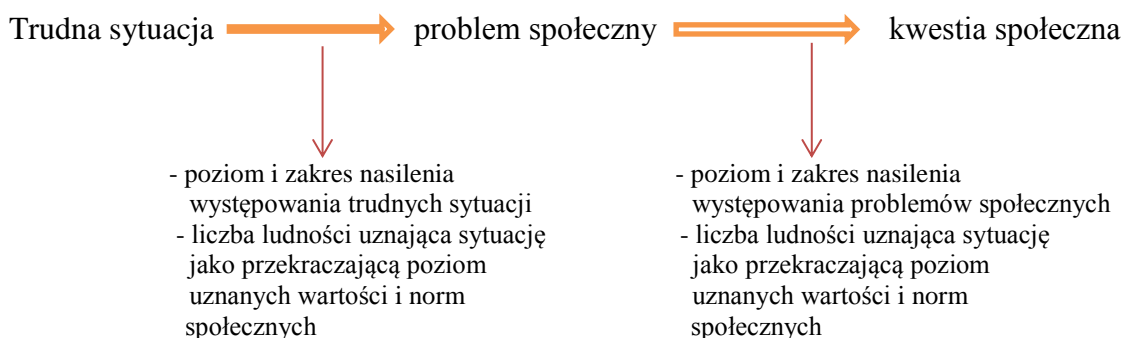 Trudna sytuacja problem społeczny kwestia społeczna
- poziom i zakres nasilenia
występowania trudnych sytuacji
- liczba ludności uznająca sytuację
jako przekraczającą poziom
uznanych wartości i norm
społecznych
- poziom i zakres nasilenia
występowania problemów społecznych
- liczba ludności uznająca sytuację
jako przekraczającą poziom
uznanych wartości i norm
społecznych